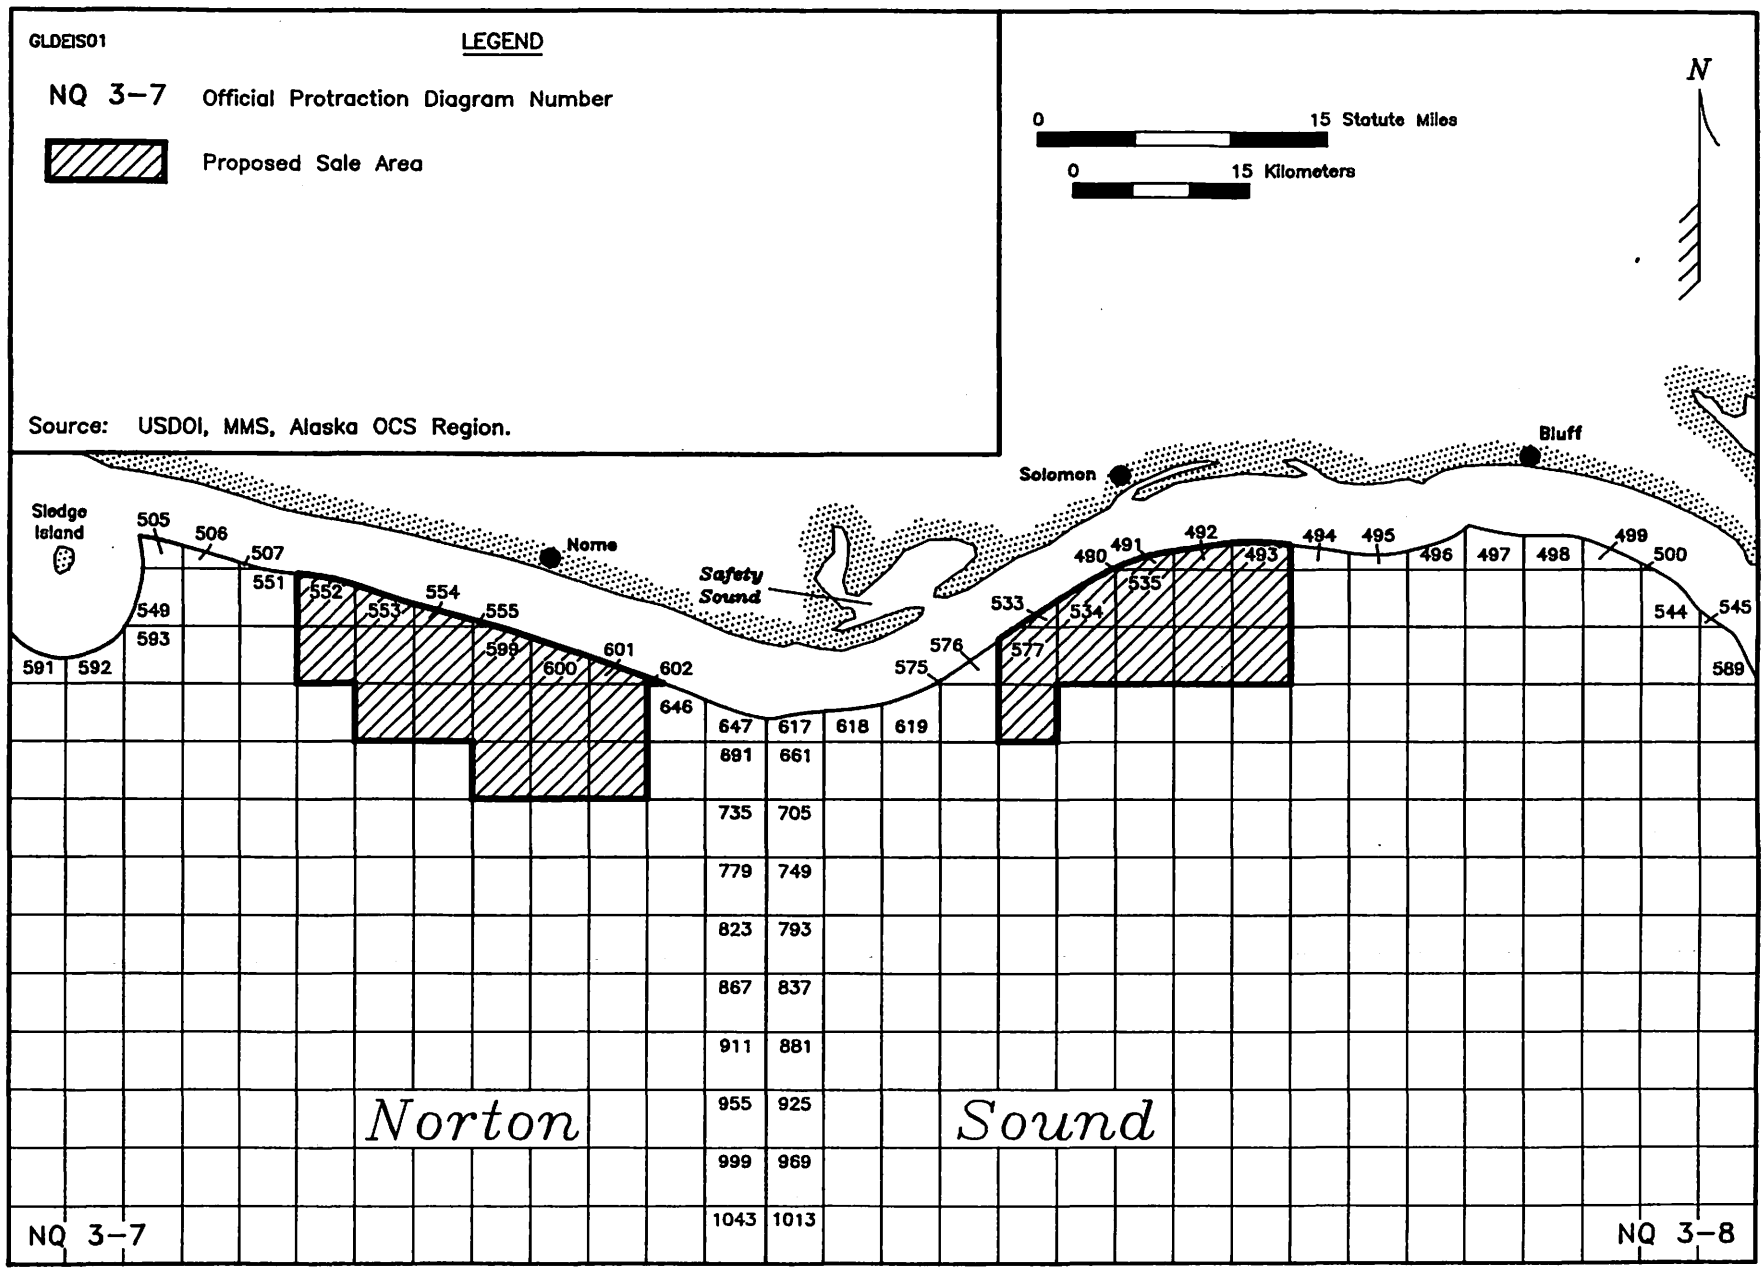 GLDEIS01
LEGEND
NQ 3-7 Official Protraction Diagram Number
Proposed Sale Area
Source: USDOI, MMS, Alaska OCS Region.
N
0 15 Statute Miles
0 15 Kilometers
Bluff
Solomon
Sledge
Island
Nome
Safety
Sound
505
506
507
551
552
553
554
555
549
593
591
592
599
600
601
602
646
647
617
618
619
575
576
533
577
534
480
491
535
492
493
494
495
496
497
498
499
500
544
545
589
691 661
735 705
779 749
823 793
867 837
911 881
955 925
Norton Sound
999 969
1043 1013
NQ 3-7
NQ 3-8